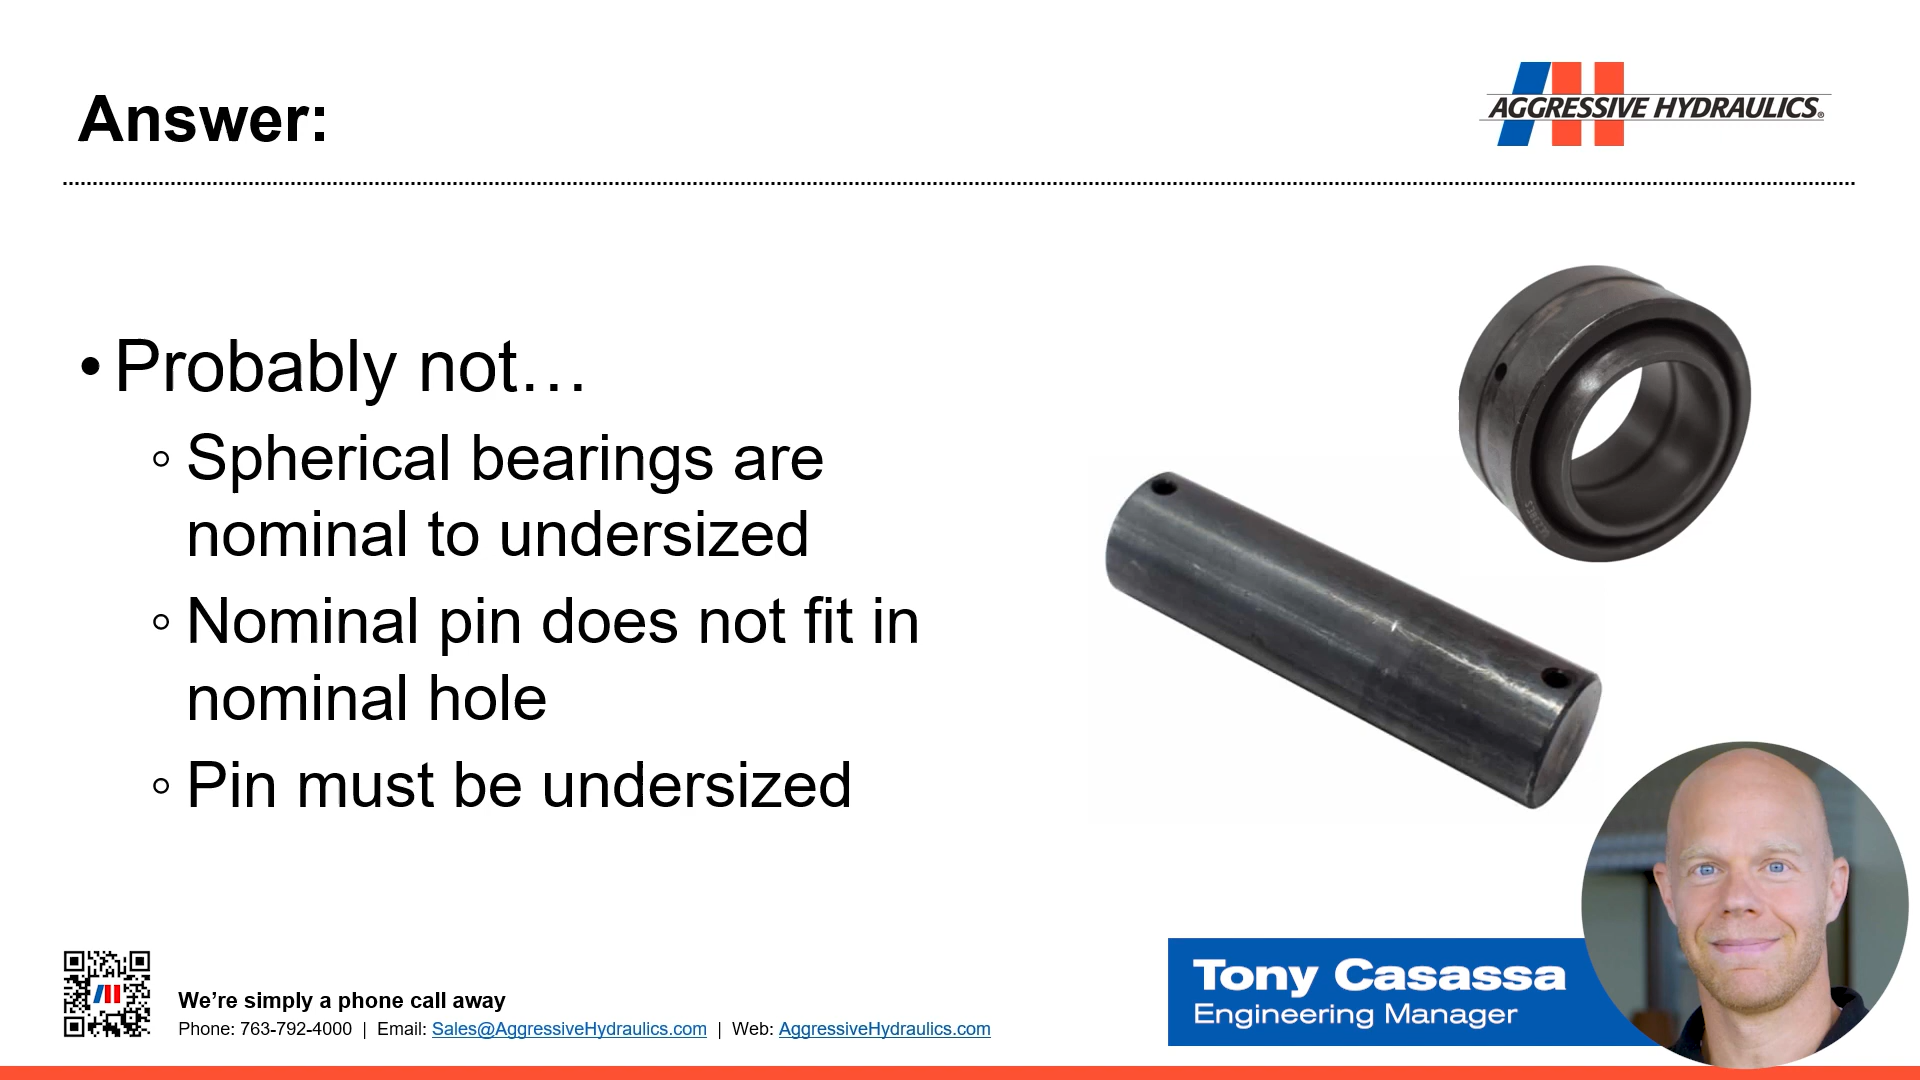 Answer:
AGGRESSIVE HYDRAULICS®
• Probably not…
◦ Spherical bearings are
nominal to undersized
◦ Nominal pin does not fit in
nominal hole
◦ Pin must be undersized
We’re simply a phone call away
Phone: 763-792-4000 | Email: Sales@AggressiveHydraulics.com | Web: AggressiveHydraulics.com
Tony Casassa
Engineering Manager